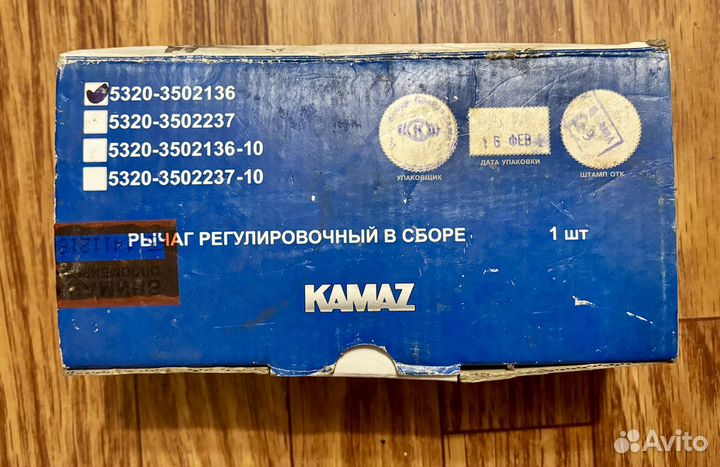 5320-3502136
5320-3502237
5320-3502136-10
5320-3502237-10
К
УПАКОВЩИК
16 ФЕВ
ДАТА УПАКОВКИ
ШТАМП ОТК
РЫЧАГ РЕГУЛИРОВОЧНЫЙ В СБОРЕ 1 шт
KAMAZ
Avito